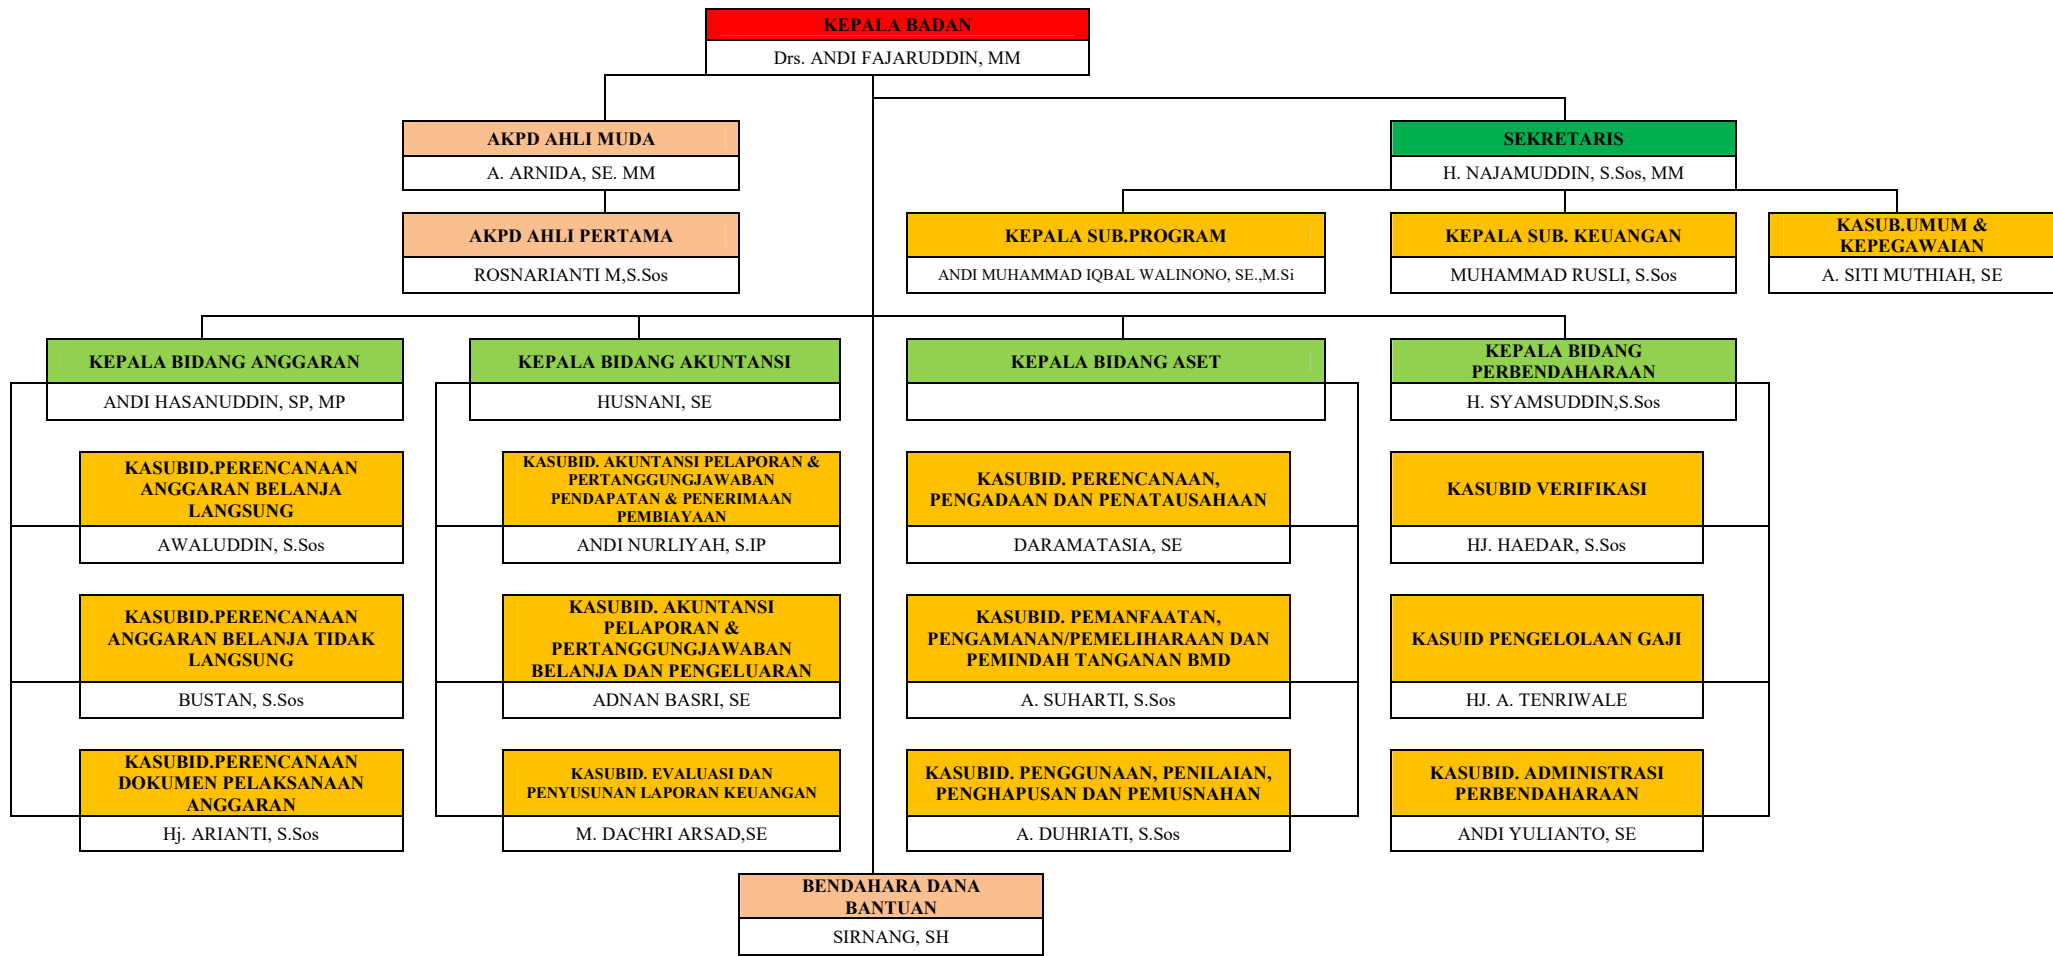 KEPALA BADAN
Drs. ANDI FAJARUDDIN, MM
AKPD AHLI MUDA
A. ARNIDA, SE. MM
SEKRETARIS
H. NAJAMUDDIN, S.Sos, MM
AKPD AHLI PERTAMA
ROSNARIANTI M,S.Sos
KEPALA SUB.PROGRAM
ANDI MUHAMMAD IQBAL WALINONO, SE.,M.Si
KEPALA SUB. KEUANGAN
MUHAMMAD RUSLI, S.Sos
KASUB.UMUM &
KEPEGAWAIAN
A. SITI MUTHIAH, SE
KEPALA BIDANG ANGGARAN
ANDI HASANUDDIN, SP, MP
KEPALA BIDANG AKUNTANSI
HUSNANI, SE
KEPALA BIDANG ASET
KEPALA BIDANG
PERBENDAHARAAN
H. SYAMSUDDIN,S.Sos
KASUBID.PERENCANAAN
ANGGARAN BELANJA
LANGSUNG
AWALUDDIN, S.Sos
KASUBID. AKUNTANSI PELAPORAN &
PERTANGGUNGJAWABAN
PENDAPATAN & PENERIMAAN
PEMBIAYAAN
ANDI NURLIYAH, S.IP
KASUBID. PERENCANAAN,
PENGADAAN DAN PENATAUSAHAAN
DARAMATASIA, SE
KASUBID VERIFIKASI
HJ. HAEDAR, S.Sos
KASUBID.PERENCANAAN
ANGGARAN BELANJA TIDAK
LANGSUNG
BUSTAN, S.Sos
KASUBID. AKUNTANSI
PELAPORAN &
PERTANGGUNGJAWABAN
BELANJA DAN PENGELUARAN
ADNAN BASRI, SE
KASUBID. PEMANFAATAN,
PENGAMANAN/PEMELIHARAAN DAN
PEMINDAH TANGANAN BMD
A. SUHARTI, S.Sos
KASUID PENGELOLAAN GAJI
HJ. A. TENRIWALE
KASUBID.PERENCANAAN
DOKUMEN PELAKSANAAN
ANGGARAN
Hj. ARIANTI, S.Sos
KASUBID. EVALUASI DAN
PENYUSUNAN LAPORAN KEUANGAN
M. DACHRI ARSAD,SE
KASUBID. PENGGUNAAN, PENILAIAN,
PENGHAPUSAN DAN PEMUSNAHAN
A. DUHRIATI, S.Sos
KASUBID. ADMINISTRASI
PERBENDAHARAAN
ANDI YULIANTO, SE
BENDAHARA DANA
BANTUAN
SIRNANG, SH